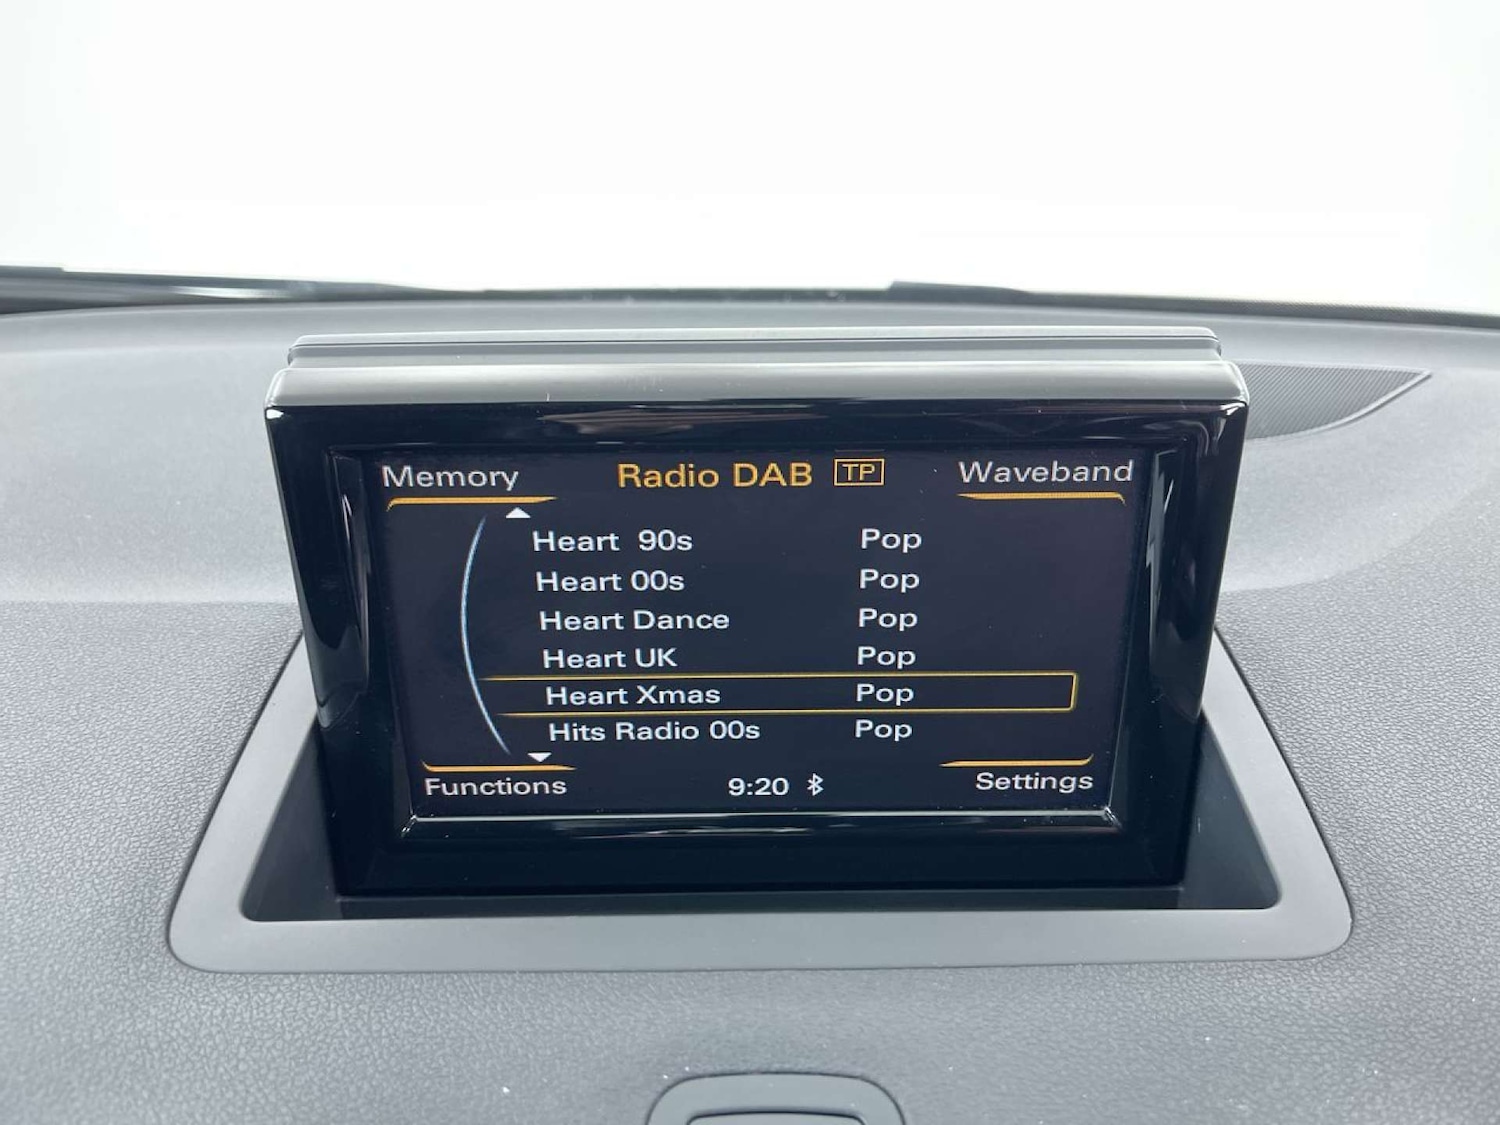 Memory Radio DAB TP Waveband
Heart 90s Pop
Heart 00s Pop
Heart Dance Pop
Heart UK Pop
Heart Xmas Pop
Hits Radio 00s Pop
Functions 9:20 Settings